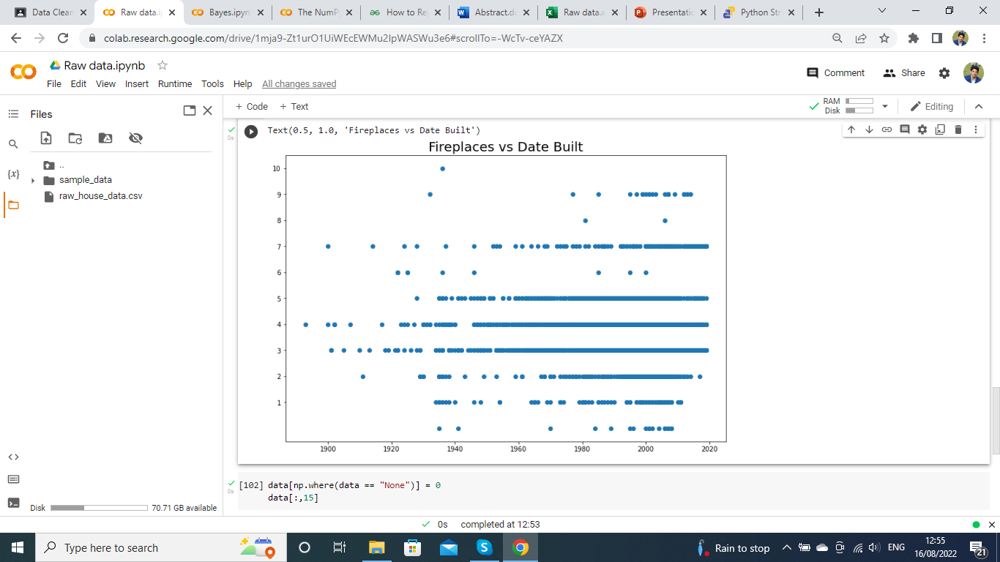 Data Clean
Raw data.i
Bayes.ipyn
The NumP
How to Re
Abstract.do
Raw data.x
Presentatio
Python Str
colab.research.google.com/drive/1mja9-Zt1urO1UiWEcEWMu2IpWASWu3e6#scrollTo=-WcTv-ceYAZX
Raw data.ipynb
File Edit View Insert Runtime Tools Help All changes saved
Comment Share
Files
+ Code + Text
RAM
Disk
Editing
..
sample_data
raw_house_data.csv
{x}
0s
Text(0.5, 1.0, 'Fireplaces vs Date Built')
Fireplaces vs Date Built
10
9
8
7
6
5
4
3
2
1
1900 1920 1940 1960 1980 2000 2020
0s
[102] data[np.where(data == "None")] = 0
data[:,15]
Disk 70.71 GB available
0s completed at 12:53
Type here to search
Rain to stop
ENG
12:55
16/08/2022
21